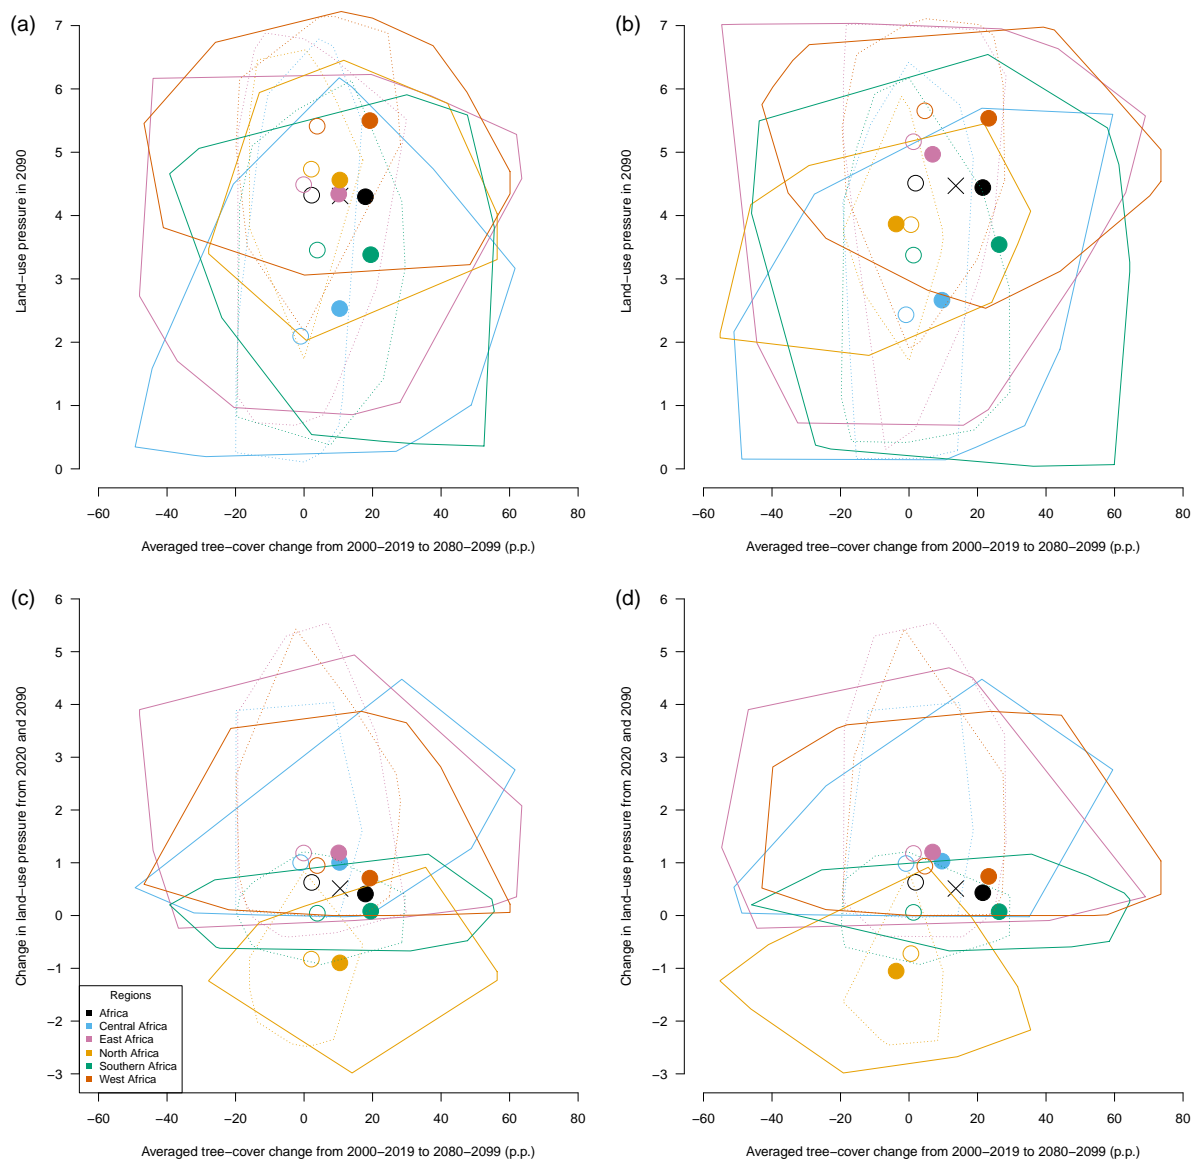 (a)
7
6
5
4
3
2
1
0
Land−use pressure in 2090
−60 −40 −20 0 20 40 60 80
Averaged tree−cover change from 2000−2019 to 2080−2099 (p.p.)
(b)
7
6
5
4
3
2
1
0
Land−use pressure in 2090
−60 −40 −20 0 20 40 60 80
Averaged tree−cover change from 2000−2019 to 2080−2099 (p.p.)
(c)
6
5
4
3
2
1
0
−1
−2
−3
Change in land−use pressure from 2020 and 2090
Regions
Africa
Central Africa
East Africa
North Africa
Southern Africa
West Africa
−60 −40 −20 0 20 40 60 80
Averaged tree−cover change from 2000−2019 to 2080−2099 (p.p.)
(d)
6
5
4
3
2
1
0
−1
−2
−3
Change in land−use pressure from 2020 and 2090
−60 −40 −20 0 20 40 60 80
Averaged tree−cover change from 2000−2019 to 2080−2099 (p.p.)